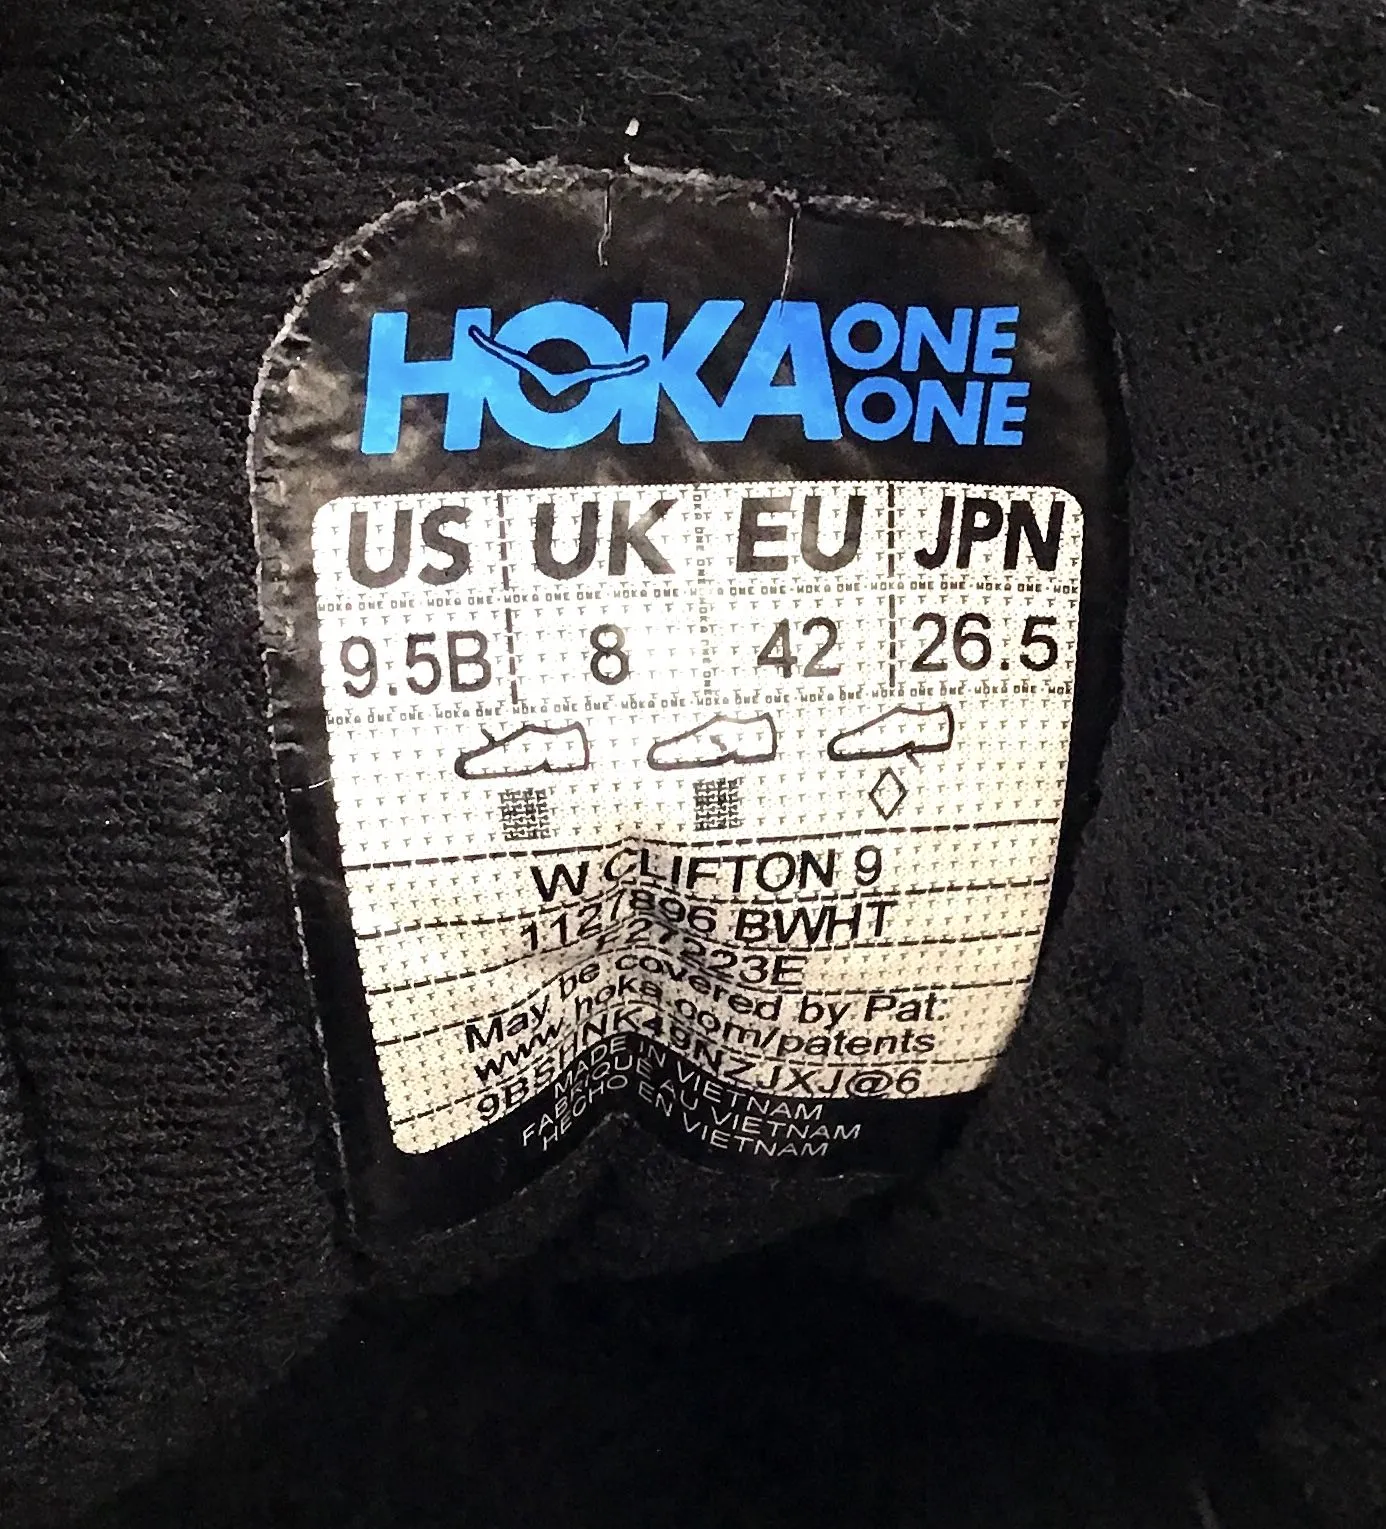 HOKA ONE ONE
US UK EU JPN
9.5B 8 42 26.5
W CLIFTON 9
1127896 BWHT
F27223E
May be covered by Pat:
www.hoka.com/patents
MADE IN VIETNAM
FABRIQUE AU VIETNAM
HECHO EN VIETNAM